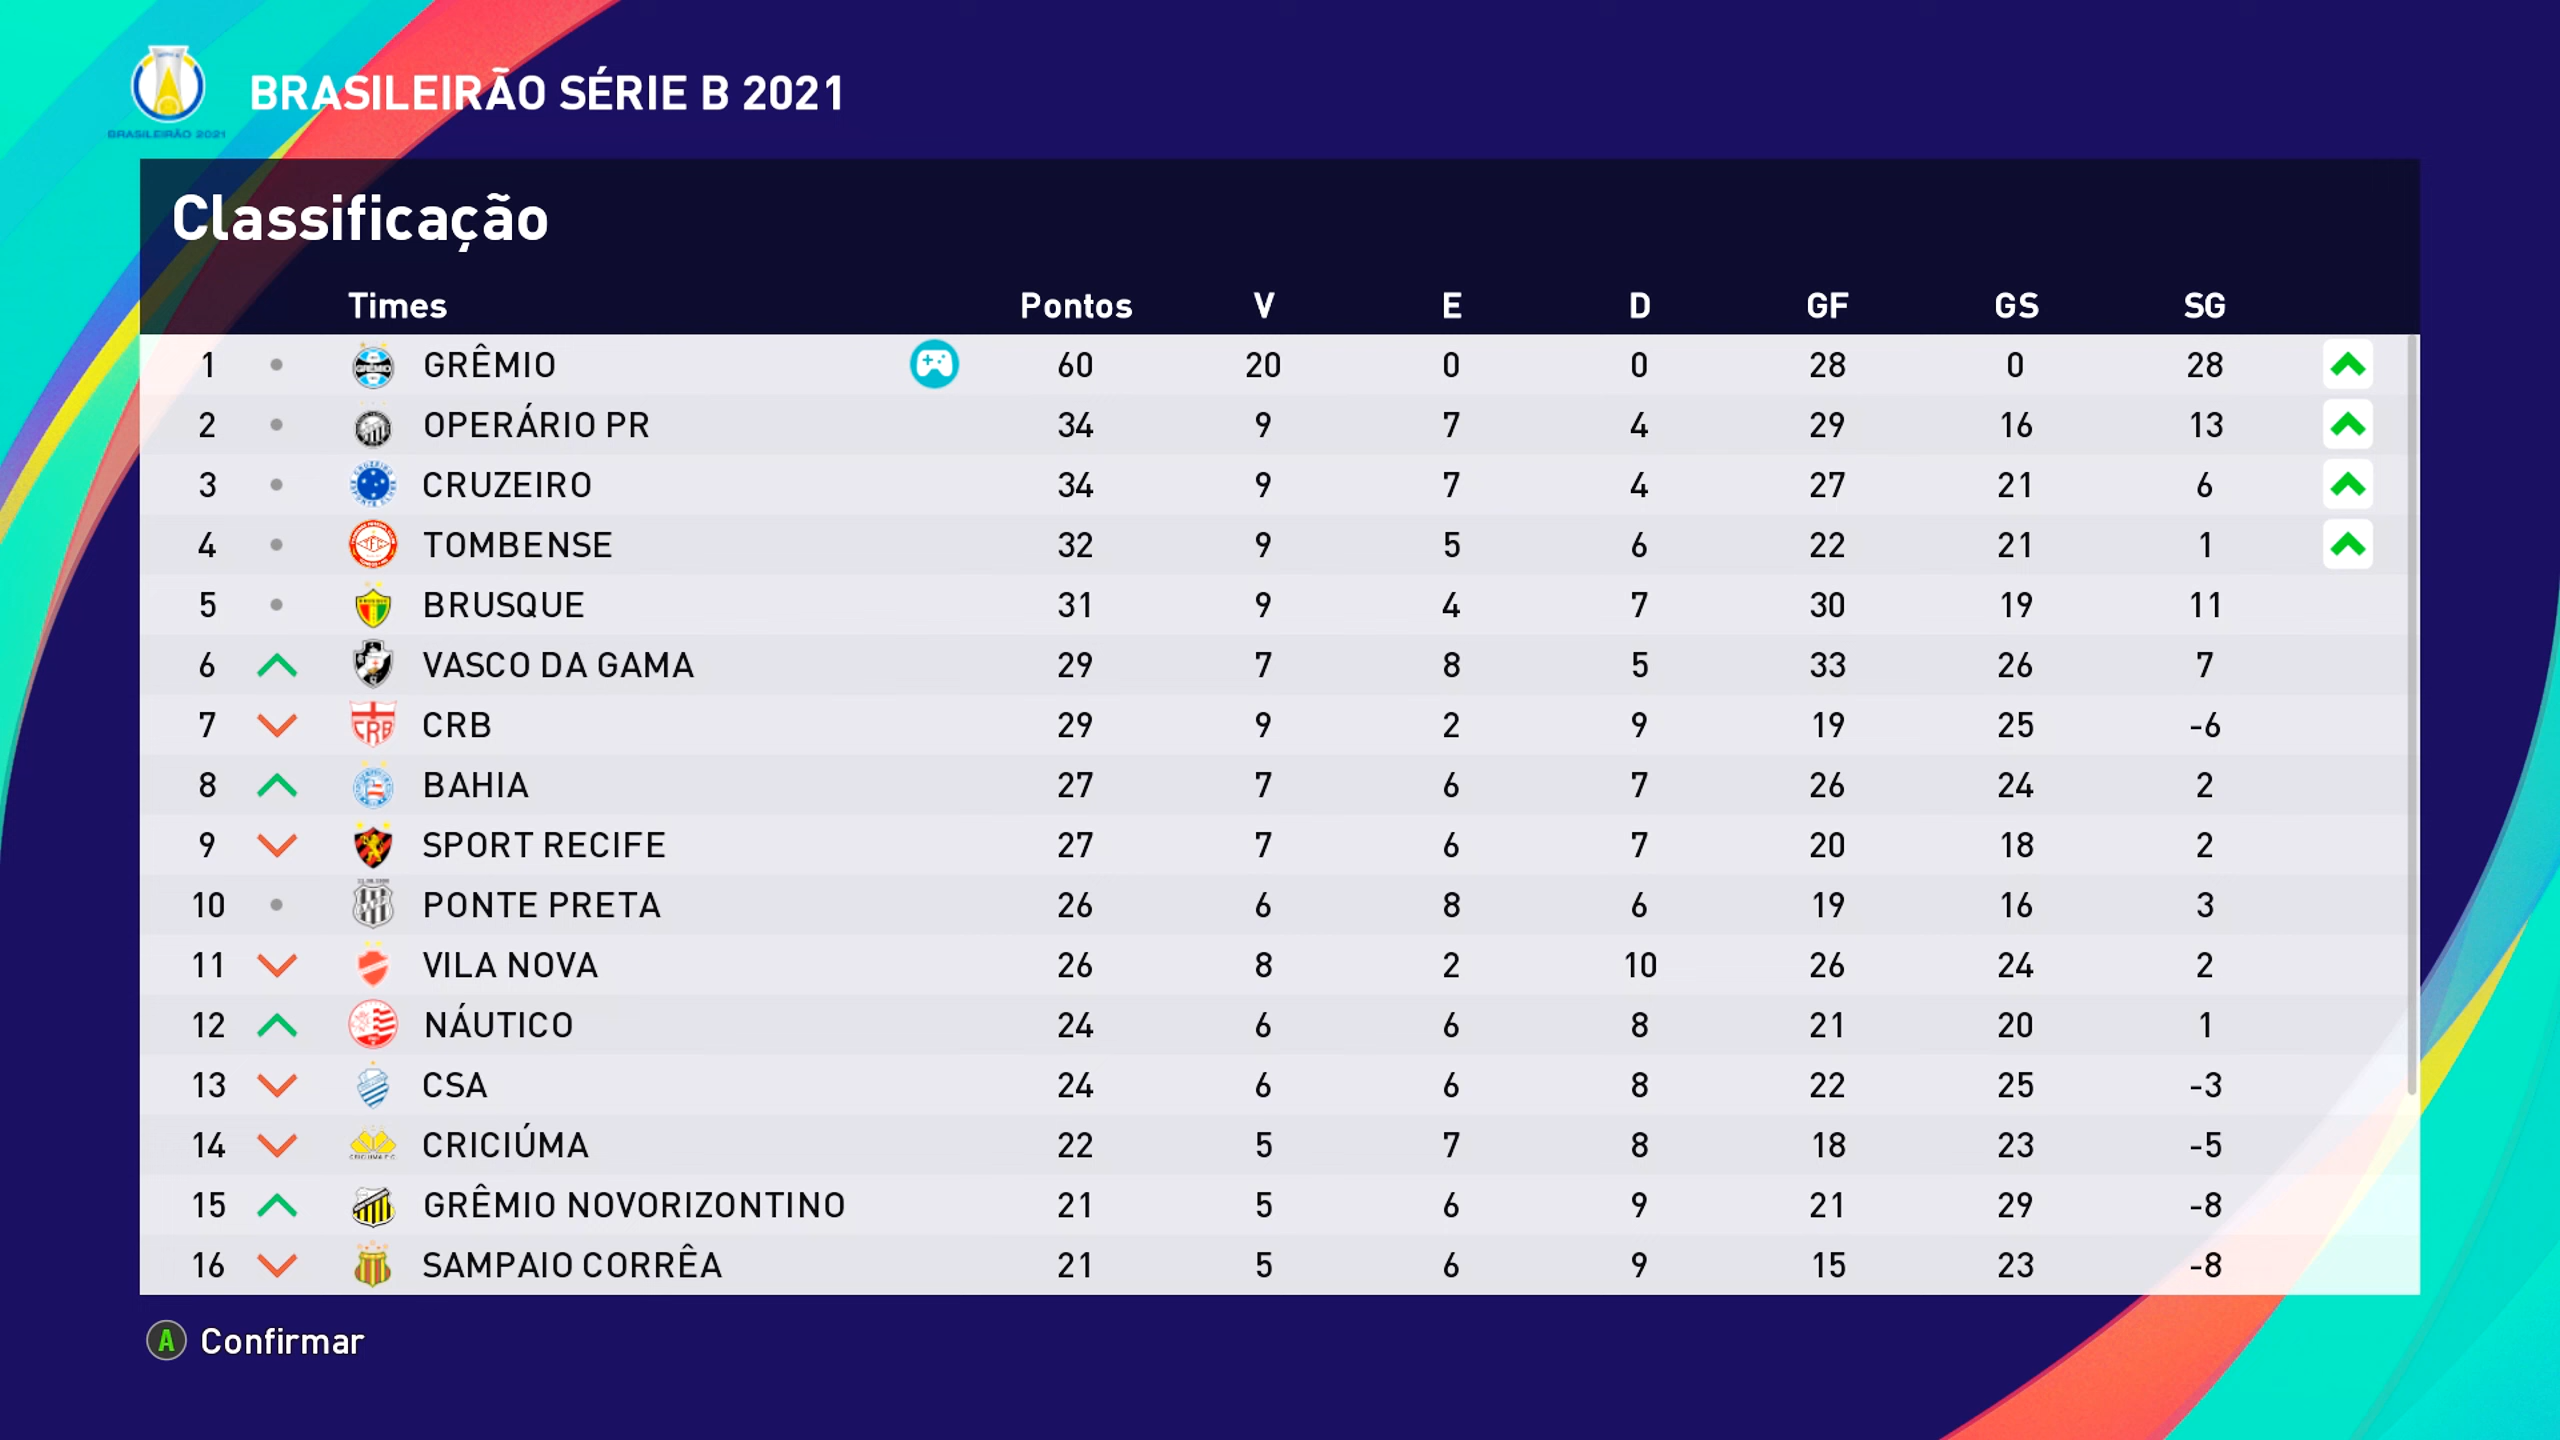 BRASILEIRÃO SÉRIE B 2021
BRASILEIRÃO 2021
Classificação
Times Pontos V E D GF GS SG
1 GRÊMIO 60 20 0 0 28 0 28
2 OPERÁRIO PR 34 9 7 4 29 16 13
3 CRUZEIRO 34 9 7 4 27 21 6
4 TOMBENSE 32 9 5 6 22 21 1
5 BRUSQUE 31 9 4 7 30 19 11
6 VASCO DA GAMA 29 7 8 5 33 26 7
7 CRB 29 9 2 9 19 25 -6
8 BAHIA 27 7 6 7 26 24 2
9 SPORT RECIFE 27 7 6 7 20 18 2
10 PONTE PRETA 26 6 8 6 19 16 3
11 VILA NOVA 26 8 2 10 26 24 2
12 NÁUTICO 24 6 6 8 21 20 1
13 CSA 24 6 6 8 22 25 -3
14 CRICIÚMA 22 5 7 8 18 23 -5
15 GRÊMIO NOVORIZONTINO 21 5 6 9 21 29 -8
16 SAMPAIO CORRÊA 21 5 6 9 15 23 -8
A Confirmar